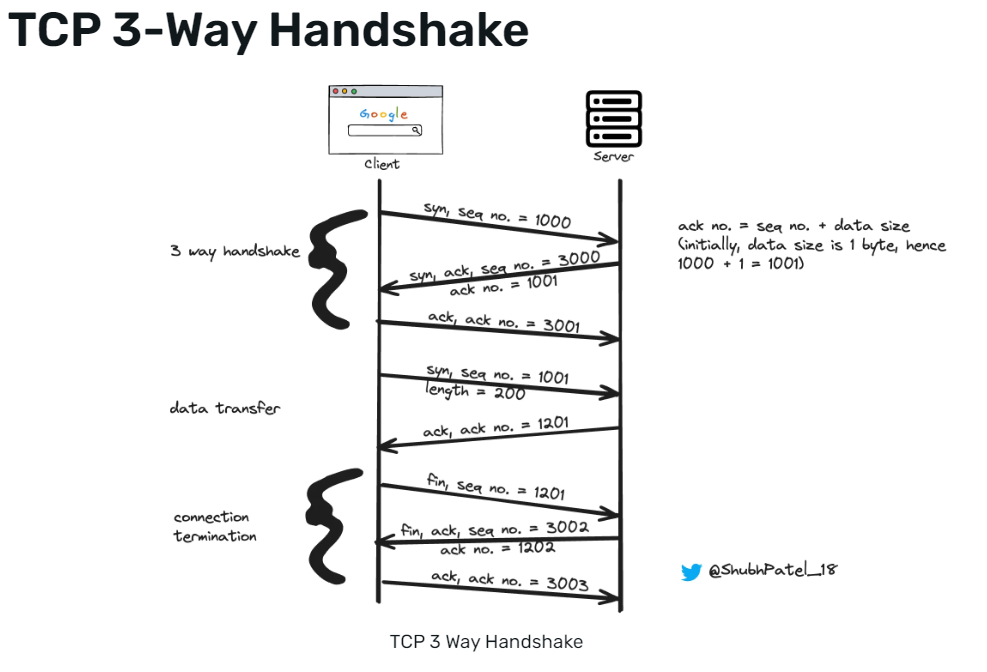 TCP 3-Way Handshake
Google
Client
Server
syn, seq no. = 1000
ack no. = seq no. + data size
(initially, data size is 1 byte, hence
1000 + 1 = 1001)
3 way handshake
syn, ack, seq no. = 3000
ack no. = 1001
ack, ack no. = 3001
syn, seq no. = 1001
length = 200
data transfer
ack, ack no. = 1201
fin, seq no. = 1201
connection
termination
fin, ack, seq no. = 3002
ack no. = 1202
ack, ack no. = 3003
@ShubhPatel_18
TCP 3 Way Handshake